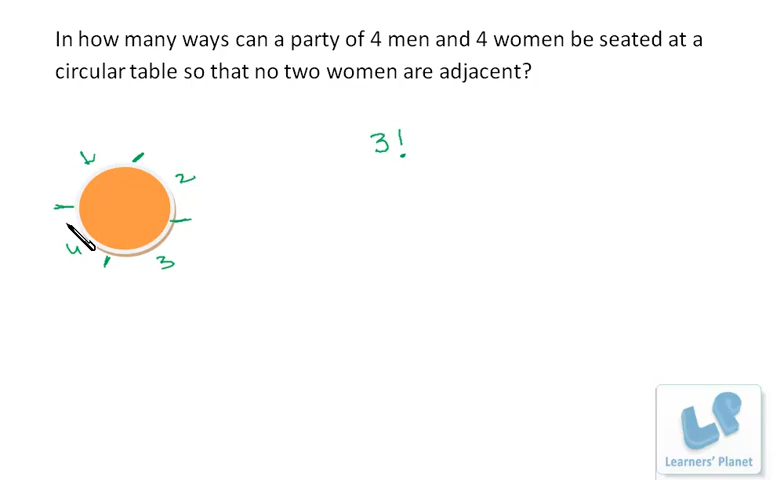 In how many ways can a party of 4 men and 4 women be seated at a
circular table so that no two women are adjacent?
3!
2
3
4
LP
Learners' Planet